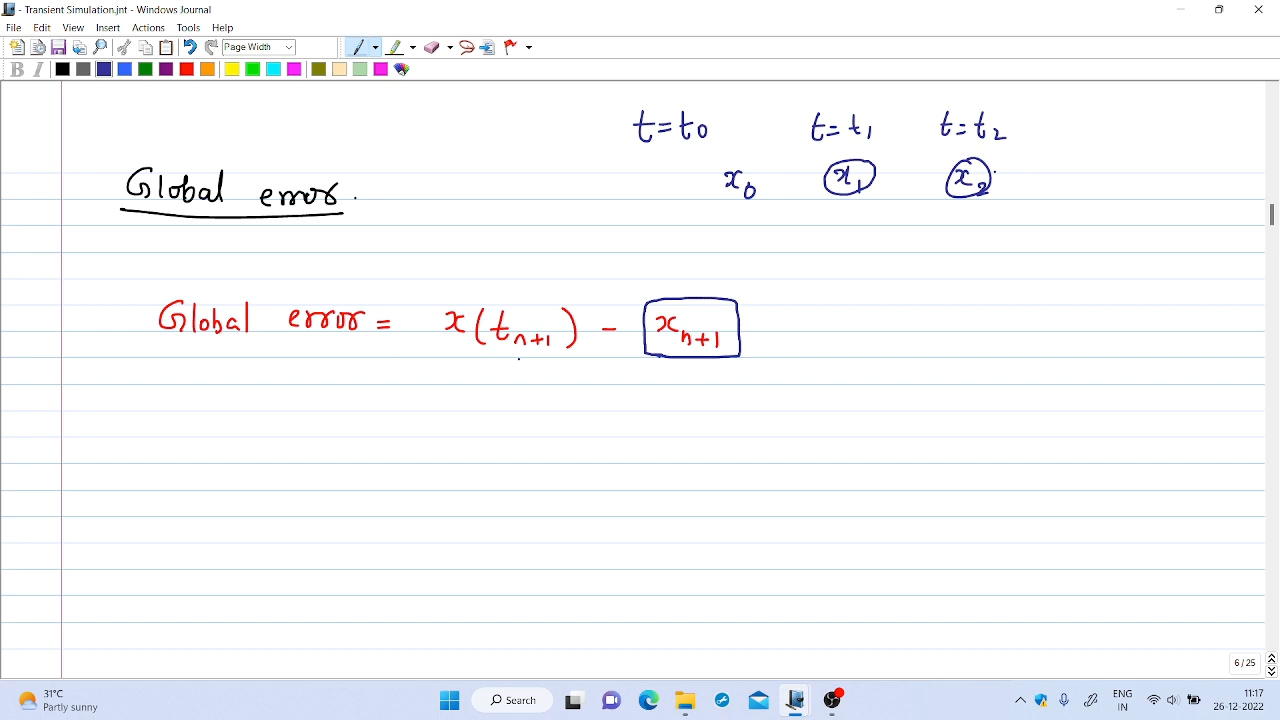 Transient Simulation.jnt - Windows Journal
File Edit View Insert Actions Tools Help
Page Width
B I
t=t0 t=t1 t=t2
Global error. x0 x1 x2
Global error = x(tn+1) - xn+1
6 / 25
31°C
Partly sunny
Search
ENG
IN
11:17
26-12-2022